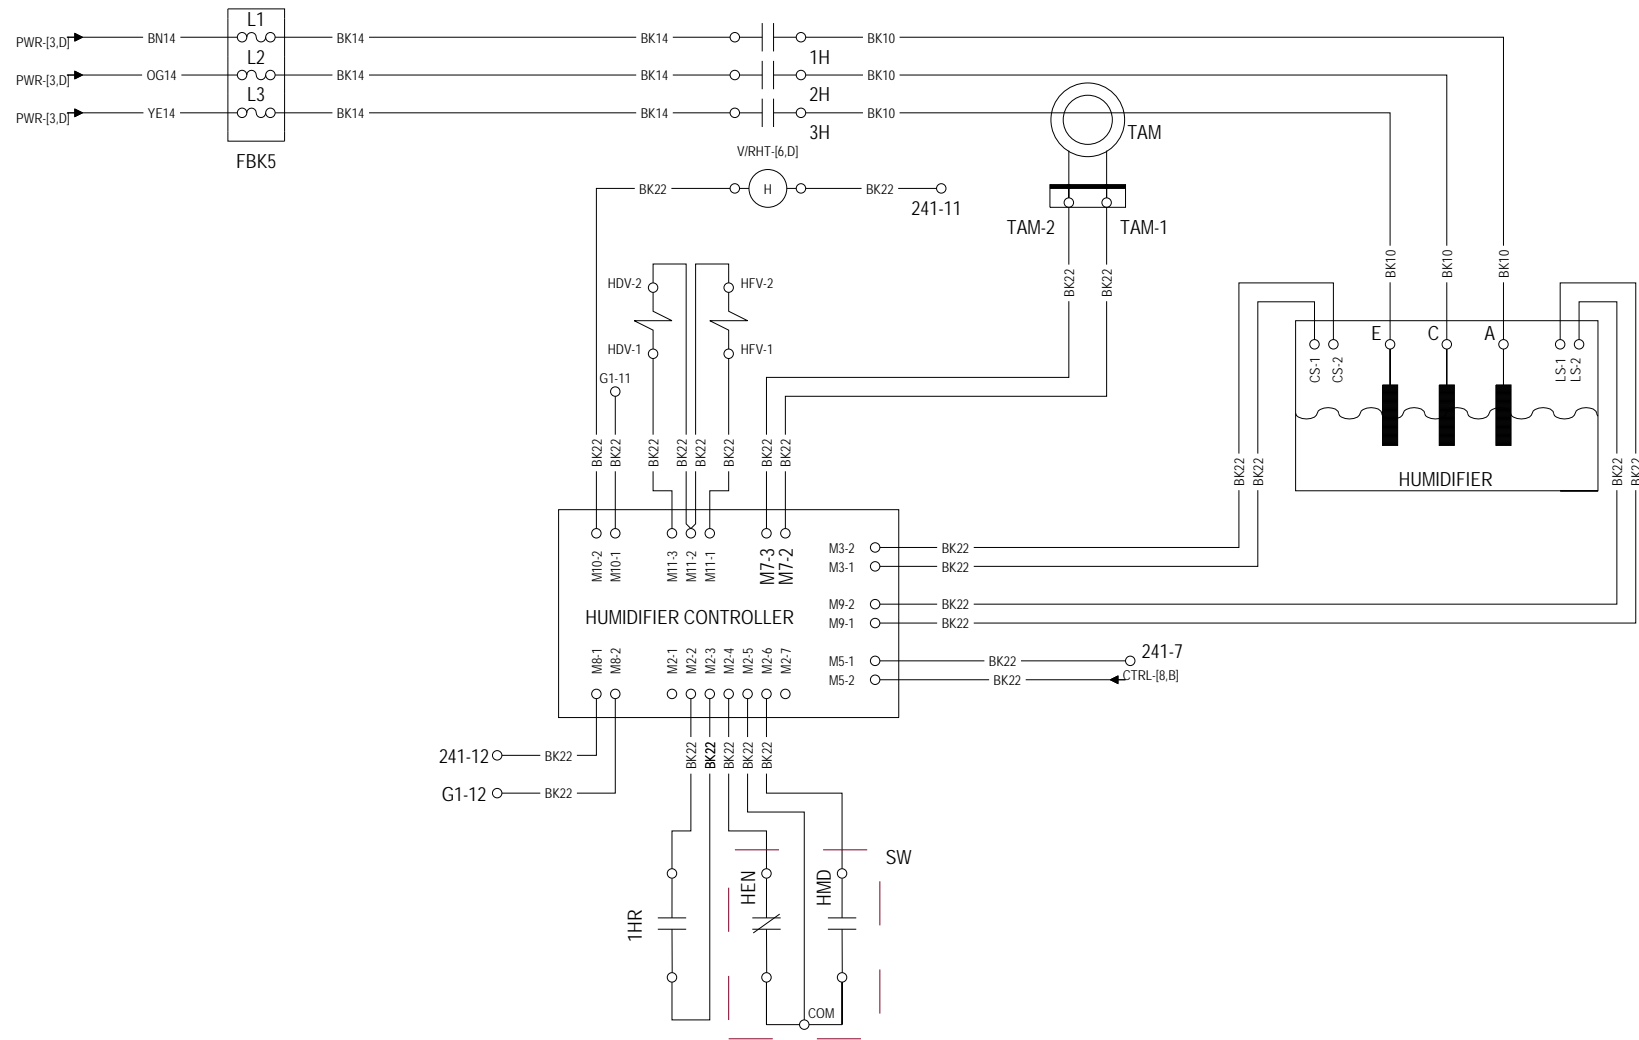 L1
PWR-[3,D] BN14 BK14 BK14 BK10
L2 1H
PWR-[3,D] OG14 BK14 BK14 BK10
L3 2H
PWR-[3,D] YE14 BK14 BK14 BK10
3H TAM
FBK5
V/RHT-[6,D]
BK22 H BK22
241-11
TAM-2 TAM-1
BK10 BK10 BK10
BK22 BK22
HDV-2 HFV-2
E C A
HDV-1 HFV-1
CS-1 CS-2 LS-1 LS-2
G1-11
BK22 BK22 BK22 BK22 BK22 BK22 BK22 BK22
BK22 BK22 BK22 BK22
HUMIDIFIER
M10-2 M10-1 M11-3 M11-2 M11-1 M7-3 M7-2
M3-2 BK22
M3-1 BK22
M9-2 BK22
HUMIDIFIER CONTROLLER
M9-1 BK22
M8-1 M8-2 M2-1 M2-2 M2-3 M2-4 M2-5 M2-6 M2-7
M5-1 BK22 241-7
M5-2 BK22 CTRL-[8,B]
BK22 BK22 BK22 BK22 BK22
241-12 BK22
G1-12 BK22
SW
1HR HEN HMD
COM